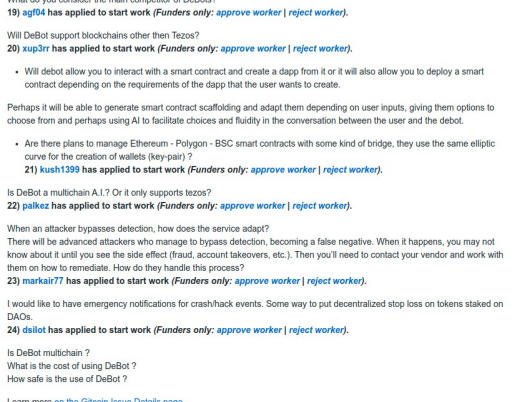 What do you consider the main competitor of DeBots?
19) agf04 has applied to start work (Funders only: approve worker | reject worker).
Will DeBot support blockchains other then Tezos?
20) xup3rr has applied to start work (Funders only: approve worker | reject worker).
• Will debot allow you to interact with a smart contract and create a dapp from it or it will also allow you to deploy a smart
contract depending on the requirements of the dapp that the user wants to create.
Perhaps it will be able to generate smart contract scaffolding and adapt them depending on user inputs, giving them options to
choose from and perhaps using AI to facilitate choices and fluidity in the conversation between the user and the debot.
• Are there plans to manage Ethereum - Polygon - BSC smart contracts with some kind of bridge, they use the same elliptic
curve for the creation of wallets (key-pair) ?
21) kush1399 has applied to start work (Funders only: approve worker | reject worker).
Is DeBot a multichain A.I.? Or it only supports tezos?
22) palkez has applied to start work (Funders only: approve worker | reject worker).
When an attacker bypasses detection, how does the service adapt?
There will be advanced attackers who manage to bypass detection, becoming a false negative. When it happens, you may not
know about it until you see the side effect (fraud, account takeovers, etc.). Then you'll need to contact your vendor and work with
them on how to remediate. How do they handle this process?
23) markair77 has applied to start work (Funders only: approve worker | reject worker).
I would like to have emergency notifications for crash/hack events. Some way to put decentralized stop loss on tokens staked on
DAOs.
24) dsilot has applied to start work (Funders only: approve worker | reject worker).
Is DeBot multichain ?
What is the cost of using DeBot ?
How safe is the use of DeBot ?
Learn more on the Gitcoin Issue Details page